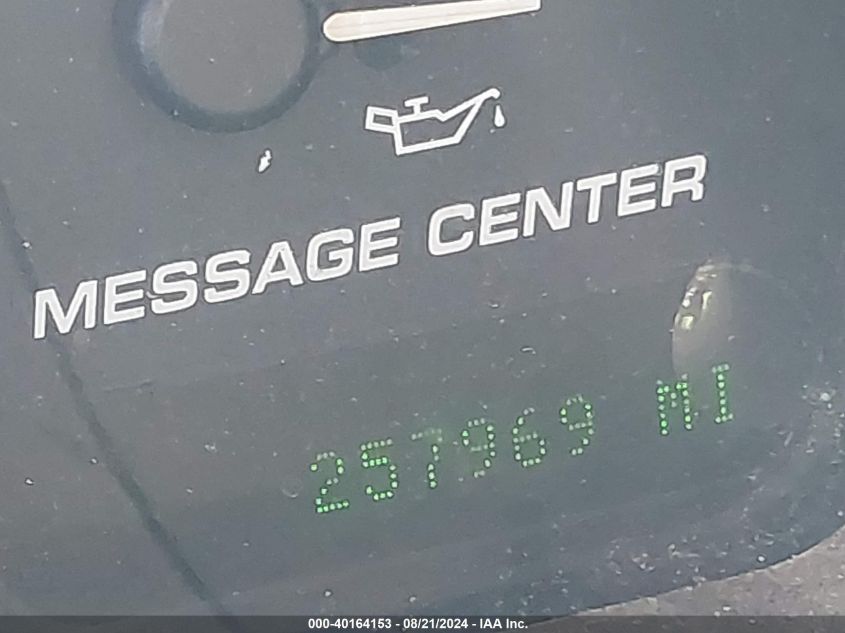 MESSAGE CENTER
257969 MI
000-40164153 - 08/21/2024 - IAA Inc.